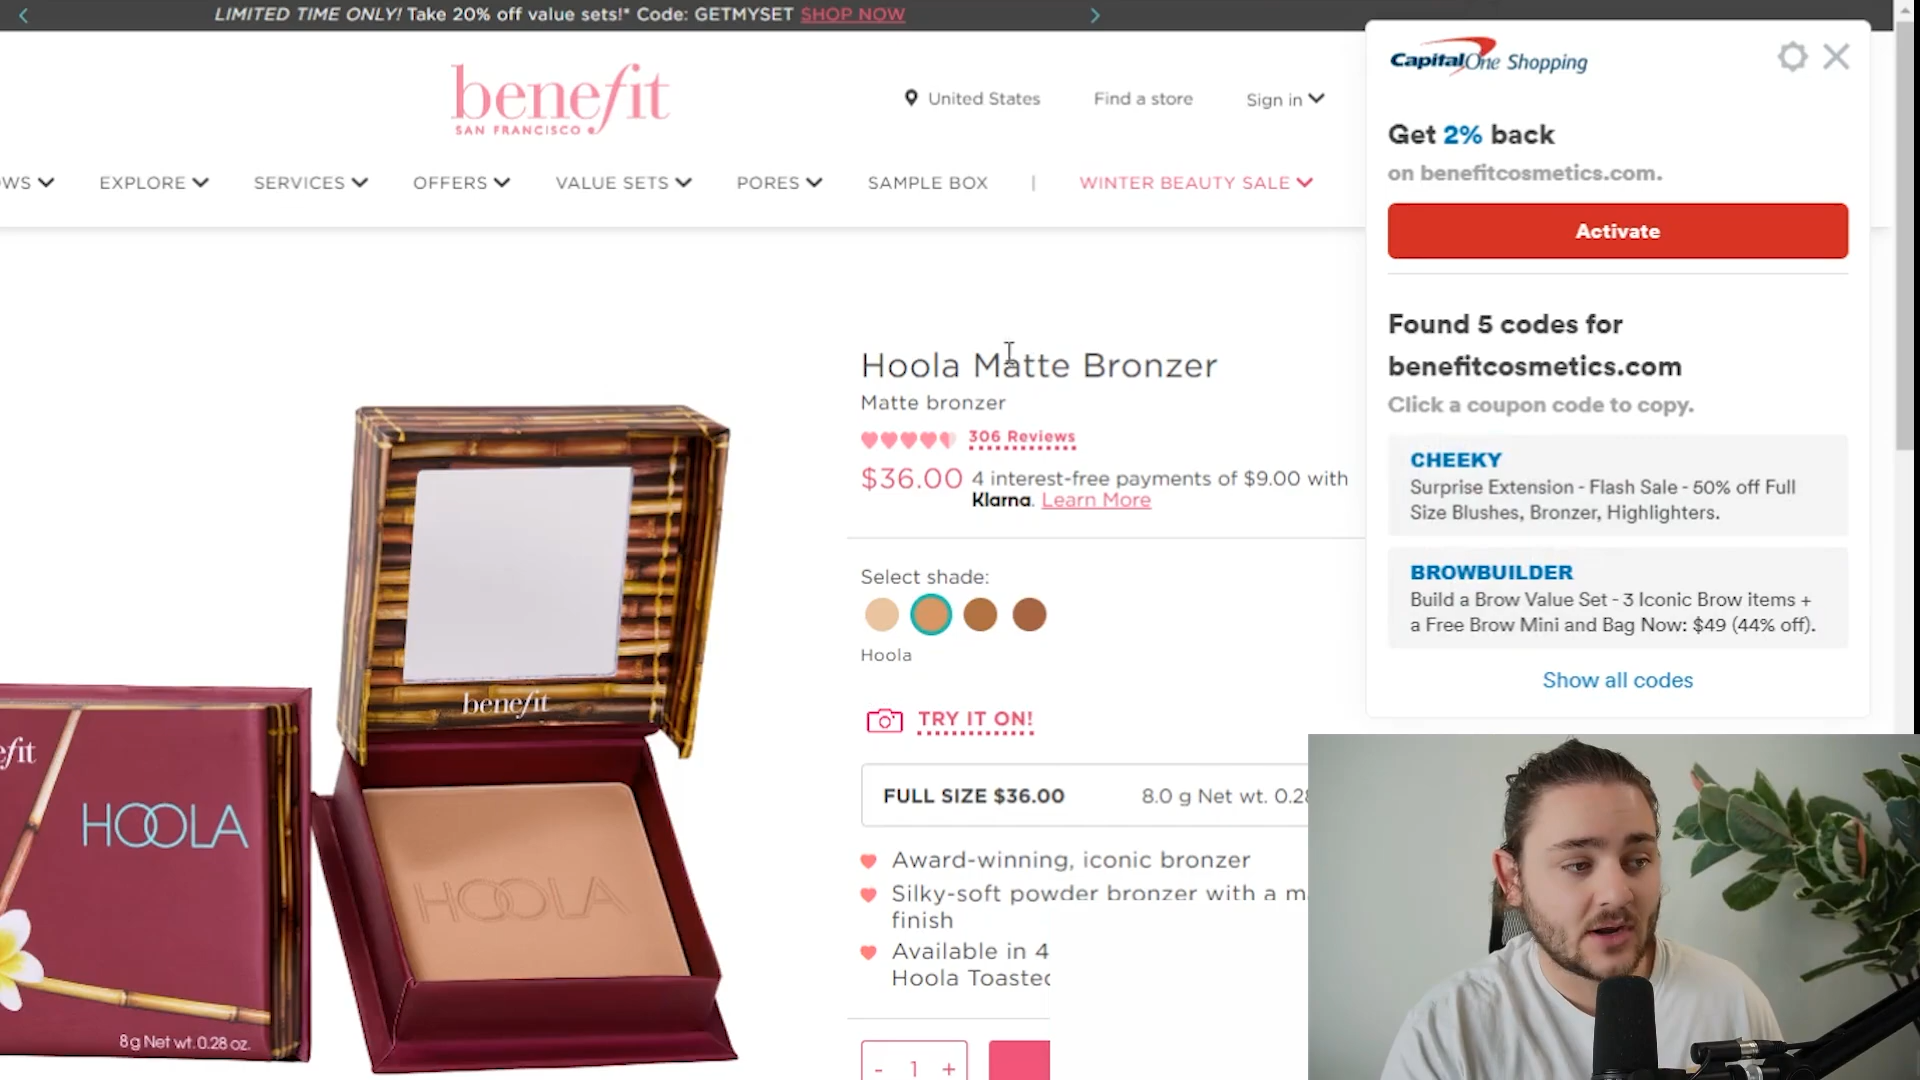 LIMITED TIME ONLY! Take 20% off value sets!* Code: GETMYSET SHOP NOW
benefit
SAN FRANCISCO
United States
Find a store
Sign in
WS
EXPLORE
SERVICES
OFFERS
VALUE SETS
PORES
SAMPLE BOX
|
WINTER BEAUTY SALE
Hoola Matte Bronzer
Matte bronzer
306 Reviews
$36.00
4 interest-free payments of $9.00 with
Klarna. Learn More
Select shade:
Hoola
TRY IT ON!
FULL SIZE $36.00
8.0 g Net wt. 0.28
Award-winning, iconic bronzer
Silky-soft powder bronzer with a m
finish
Available in 4
Hoola Toasted
- 1 +
benefit
HOOLA
efit
HOOLA
8g Net wt. 0.28 oz.
CapitalOne Shopping
Get 2% back
on benefitcosmetics.com.
Activate
Found 5 codes for
benefitcosmetics.com
Click a coupon code to copy.
CHEEKY
Surprise Extension - Flash Sale - 50% off Full
Size Blushes, Bronzer, Highlighters.
BROWBUILDER
Build a Brow Value Set - 3 Iconic Brow items +
a Free Brow Mini and Bag Now: $49 (44% off).
Show all codes